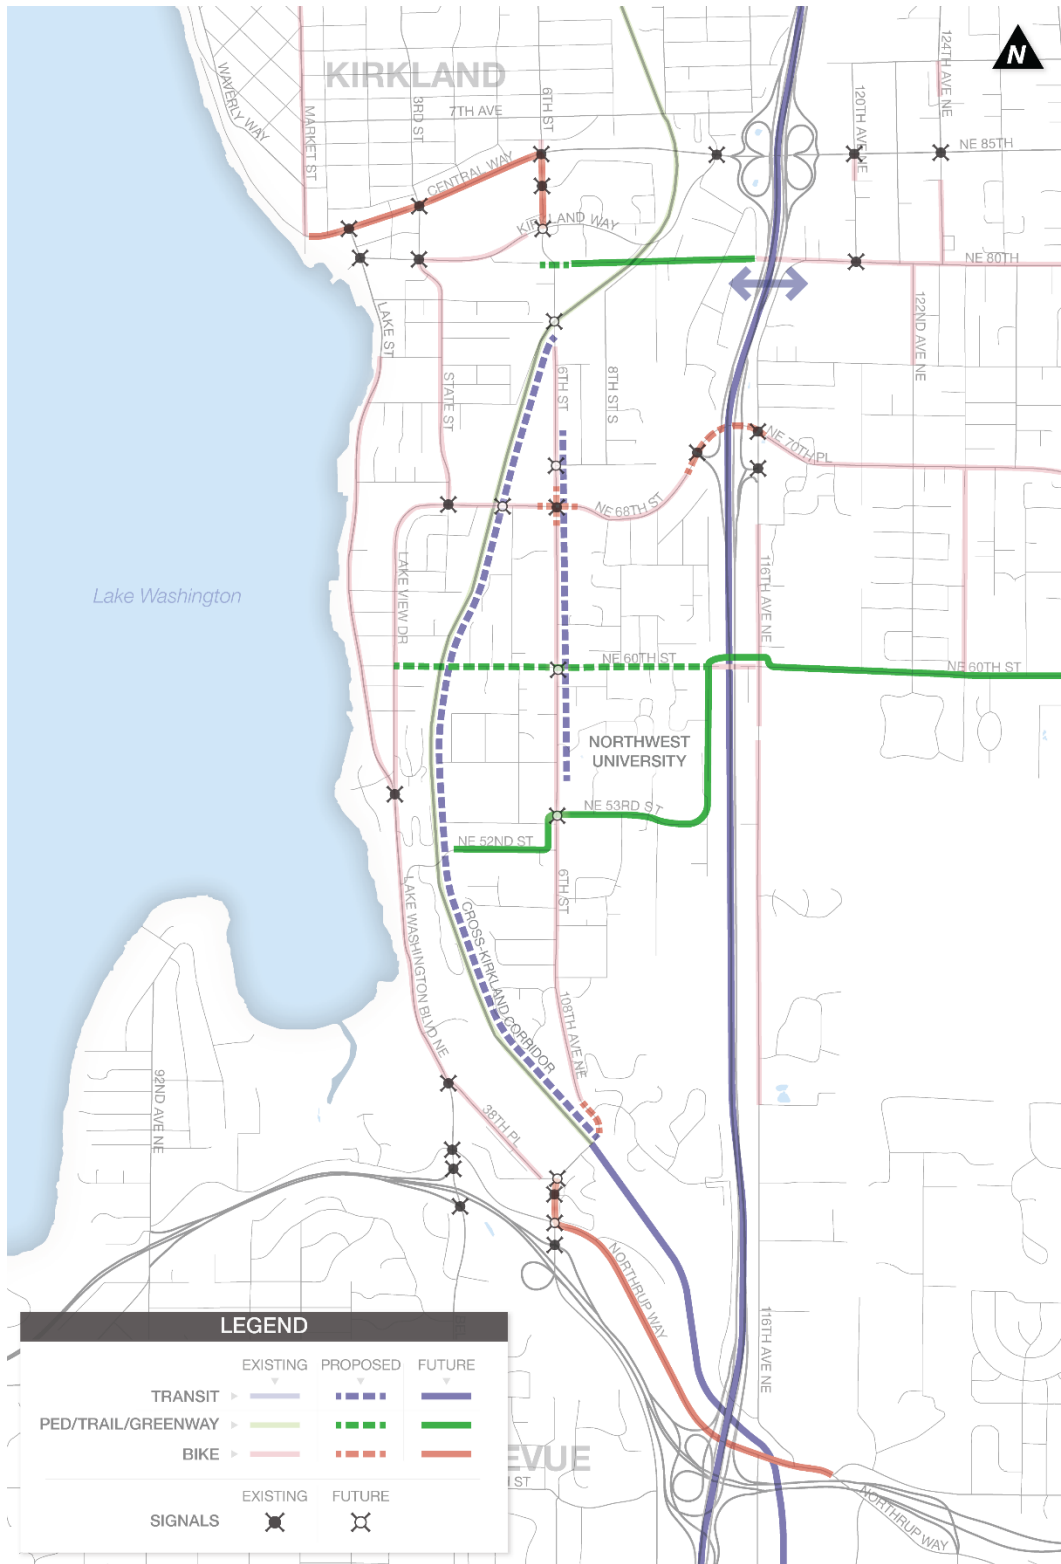 N
KIRKLAND
WAVERLY WAY
MARKET ST
3RD ST
7TH AVE
6TH ST
120TH AVE NE
124TH AVE NE
NE 85TH
CENTRAL WAY
KIRKLAND WAY
NE 80TH
LAKE ST
STATE ST
6TH ST
8TH ST S
122ND AVE NE
NE 70TH PL
NE 68TH ST
Lake Washington
LAKE VIEW DR
116TH AVE NE
NE 60TH ST
NE 60TH ST
NORTHWEST
UNIVERSITY
NE 53RD ST
NE 52ND ST
6TH ST
LAKE WASHINGTON BLVD NE
CROSS-KIRKLAND CORRIDOR
108TH AVE NE
92ND AVE NE
38TH PL
NORTHRUP WAY
116TH AVE NE
LEGEND
EXISTING PROPOSED FUTURE
TRANSIT
PED/TRAIL/GREENWAY
BIKE
EVUE
ST
EXISTING FUTURE
SIGNALS
NORTHRUP WAY